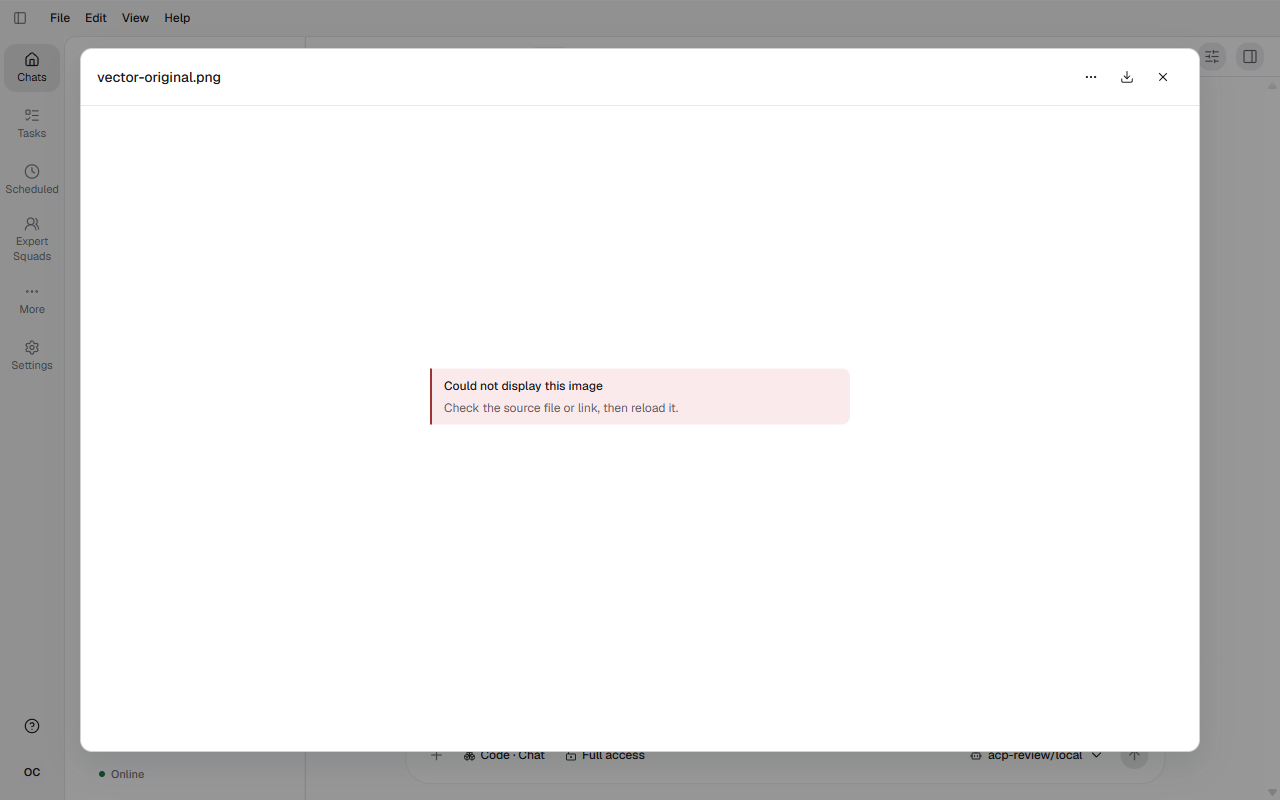 File Edit View Help
vector-original.png
Chats
Tasks
Scheduled
Expert
Squads
More
Settings
Could not display this image
Check the source file or link, then reload it.
Code · Chat
Full access
acp-review/local
OC
Online